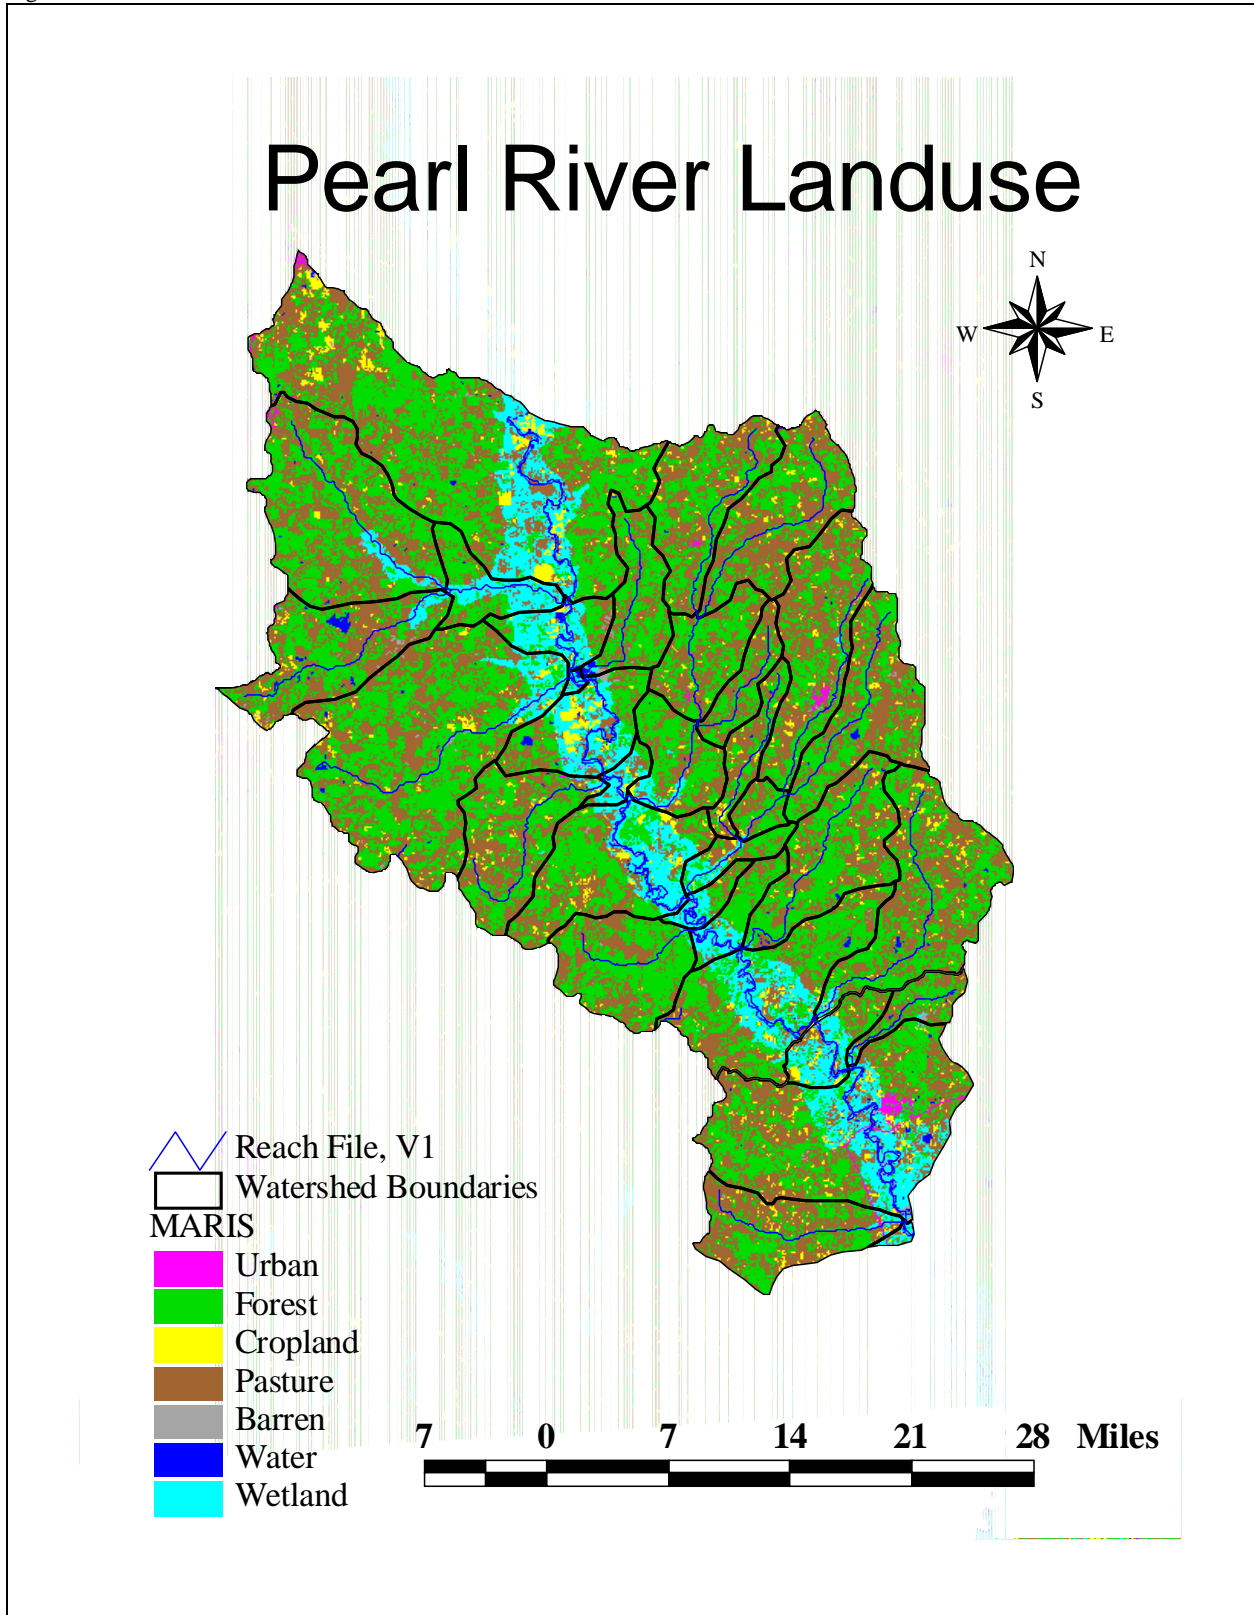 Pearl River Landuse
N
W E
S
Reach File, V1
Watershed Boundaries
MARIS
Urban
Forest
Cropland
Pasture
Barren
Water
Wetland
7 0 7 14 21 28 Miles